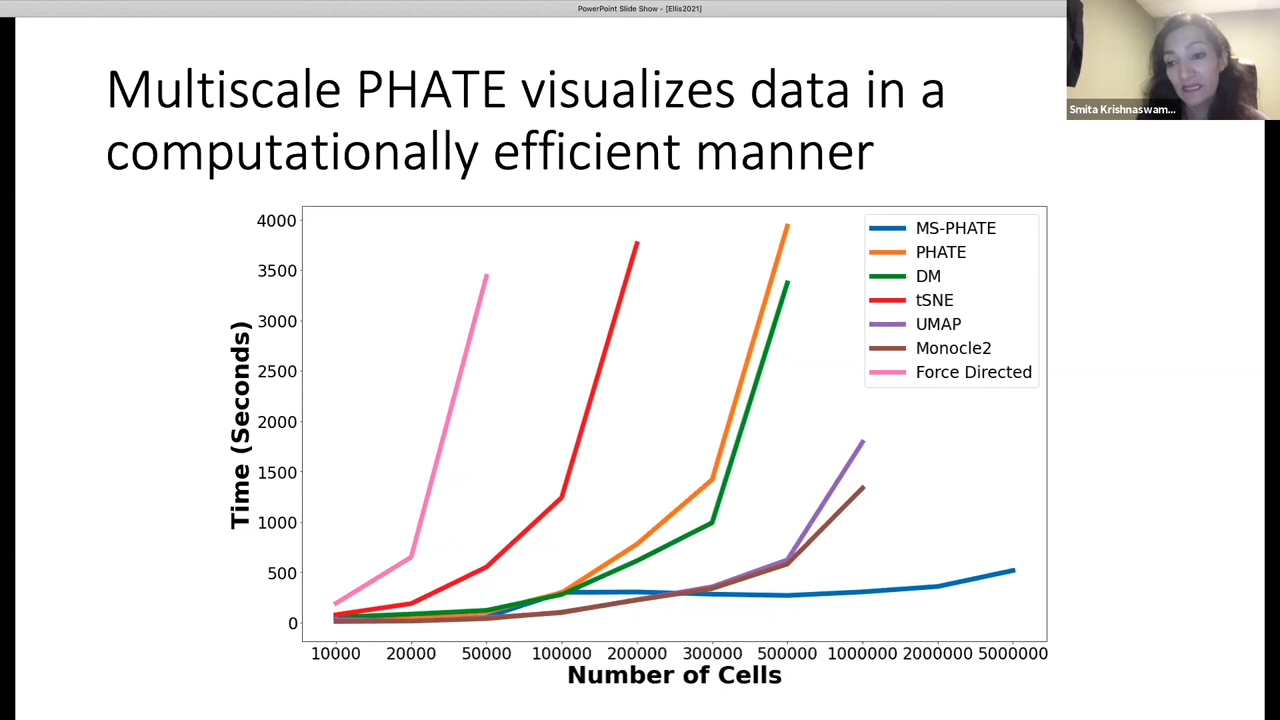 PowerPoint Slide Show - [Ellis2021]
Smita Krishnaswam...
Multiscale PHATE visualizes data in a
computationally efficient manner
4000
3500
3000
2500
2000
1500
1000
500
0
Time (Seconds)
MS-PHATE
PHATE
DM
tSNE
UMAP
Monocle2
Force Directed
10000 20000 50000 100000 200000 300000 500000 1000000 2000000 5000000
Number of Cells